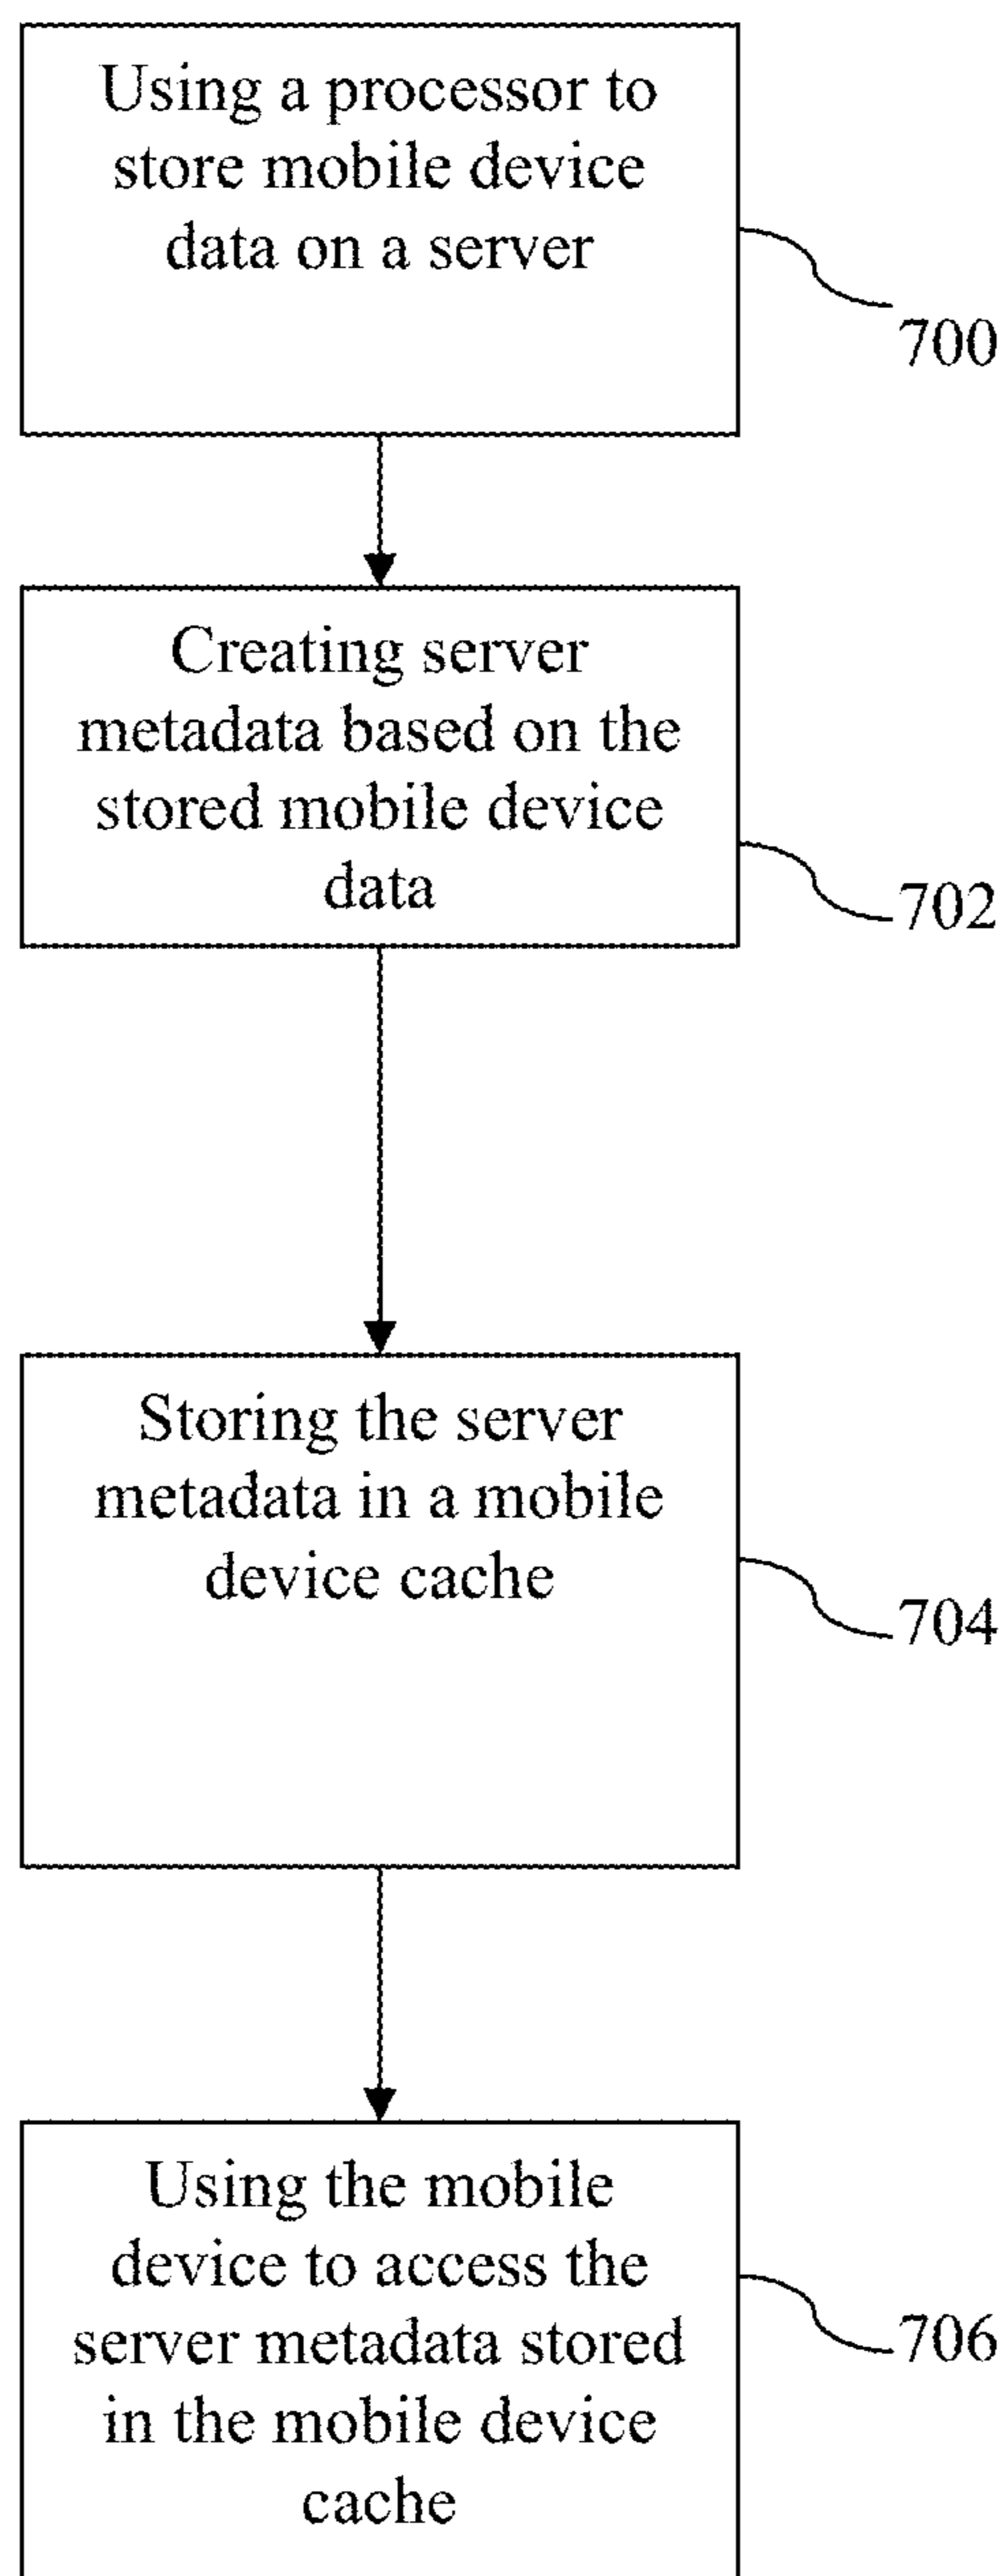 Using a processor to
store mobile device
data on a server
700
Creating server
metadata based on the
stored mobile device
data
702
Storing the server
metadata in a mobile
device cache
704
Using the mobile
device to access the
server metadata stored
in the mobile device
cache
706